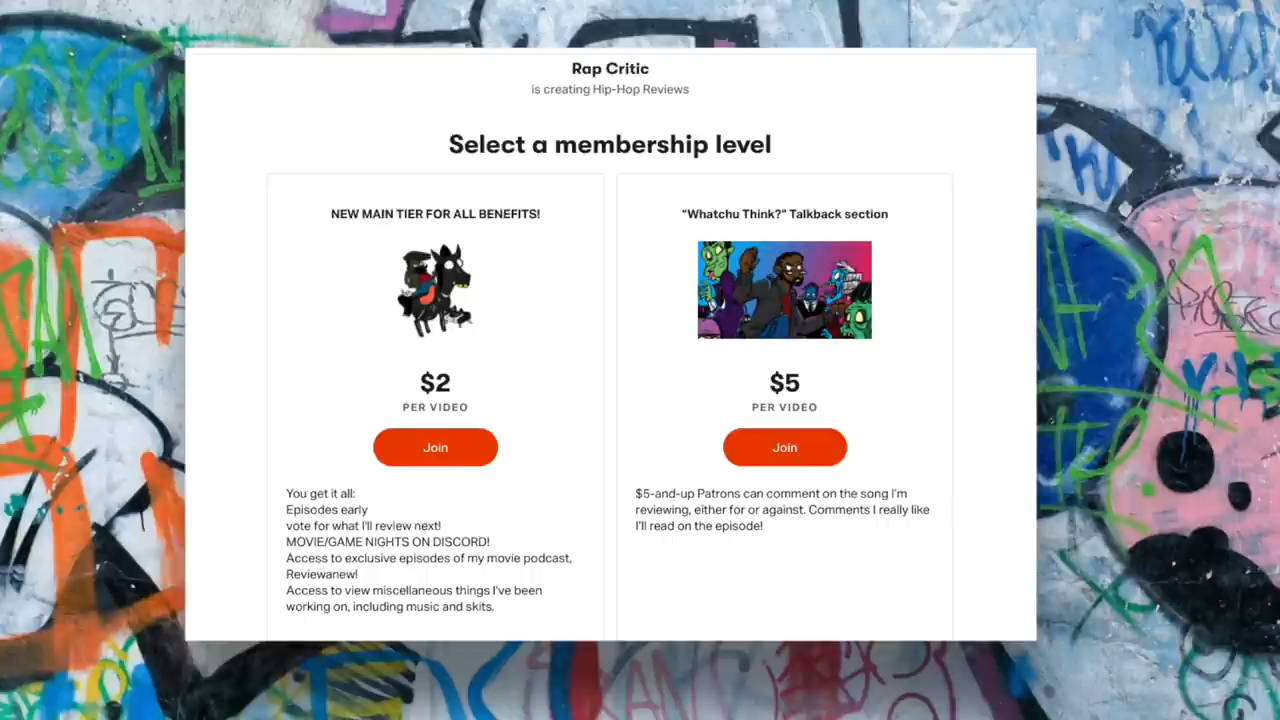 Rap Critic
is creating Hip-Hop Reviews
Select a membership level
NEW MAIN TIER FOR ALL BENEFITS!
$2
PER VIDEO
Join
You get it all:
Episodes early
vote for what I'll review next!
MOVIE/GAME NIGHTS ON DISCORD!
Access to exclusive episodes of my movie podcast,
Reviewanew!
Access to view miscellaneous things I've been
working on, including music and skits.
"Whatchu Think?" Talkback section
$5
PER VIDEO
Join
$5-and-up Patrons can comment on the song I'm
reviewing, either for or against. Comments I really like
I'll read on the episode!